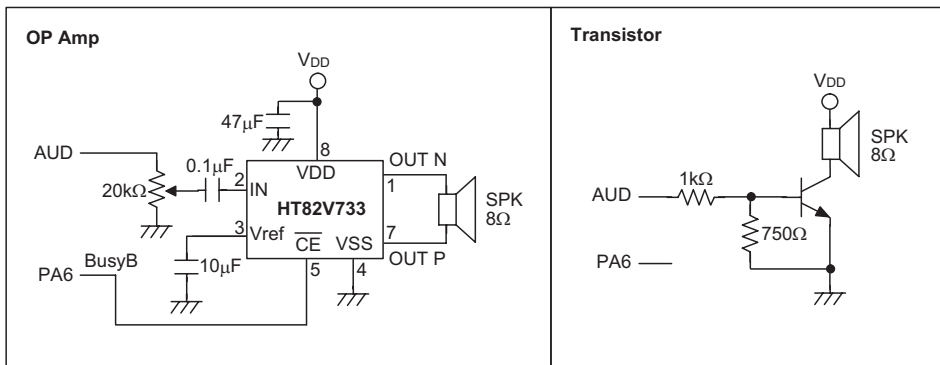 OP Amp
VDD
47μF
8
AUD
0.1μF
VDD
OUT N
2
IN
1
20kΩ
HT82V733
SPK
8Ω
3
Vref
CE
VSS
7
OUT P
BusyB
10μF
5
4
PA6
Transistor
VDD
SPK
8Ω
AUD
1kΩ
750Ω
PA6